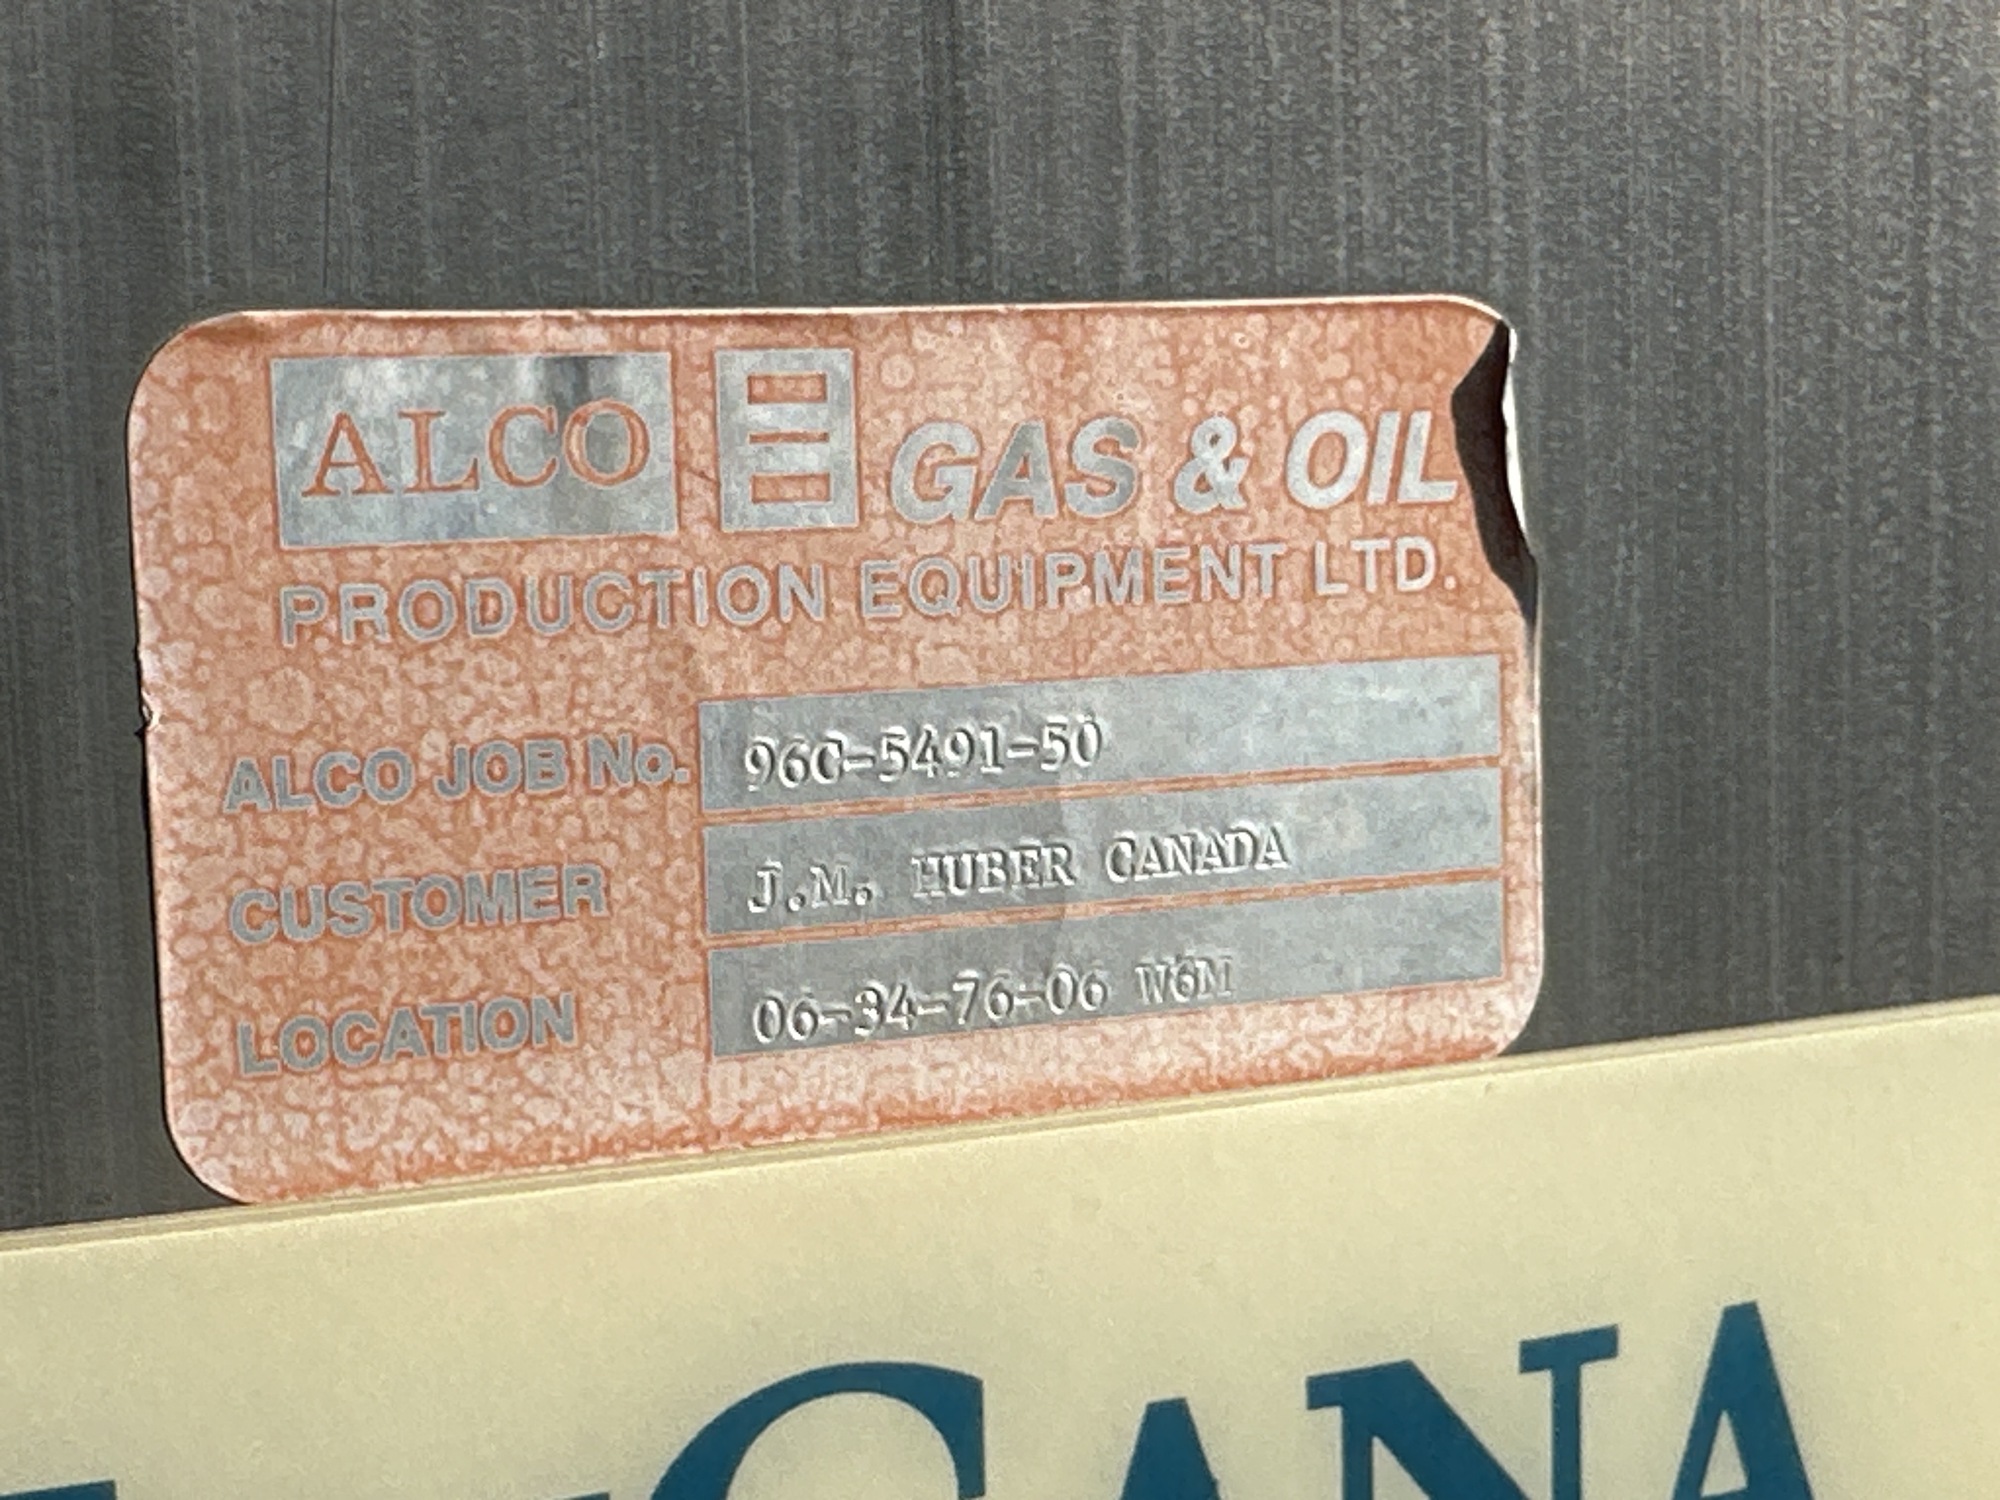 ALCO GAS & OIL
PRODUCTION EQUIPMENT LTD.
ALCO JOB No. 96C-5491-50
CUSTOMER J.M. HUBER CANADA
LOCATION 06-34-76-06 W6M
CANA